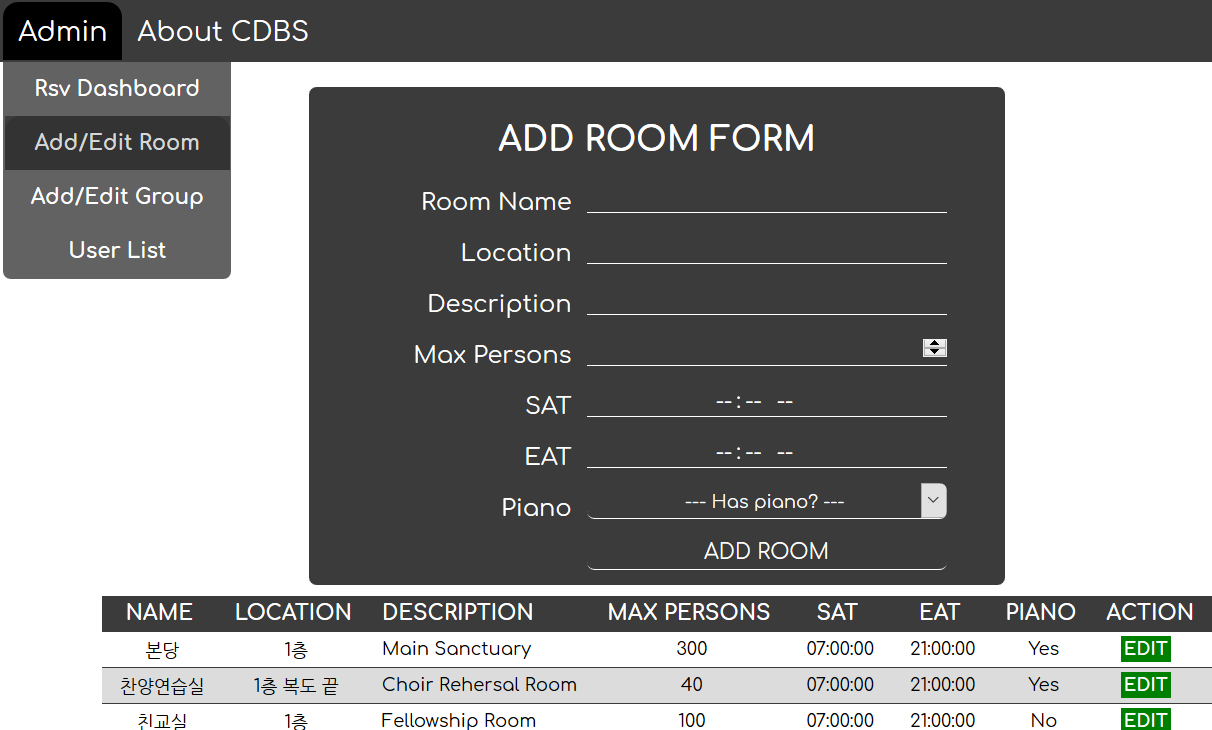 Admin About CDBS
Rsv Dashboard
Add/Edit Room
Add/Edit Group
User List
ADD ROOM FORM
Room Name
Location
Description
Max Persons
SAT --:-- --
EAT --:-- --
Piano --- Has piano? ---
ADD ROOM
NAME LOCATION DESCRIPTION MAX PERSONS SAT EAT PIANO ACTION
본당 1층 Main Sanctuary 300 07:00:00 21:00:00 Yes EDIT
찬양연습실 1층 복도 끝 Choir Rehersal Room 40 07:00:00 21:00:00 Yes EDIT
친교실 1층 Fellowship Room 100 07:00:00 21:00:00 No EDIT